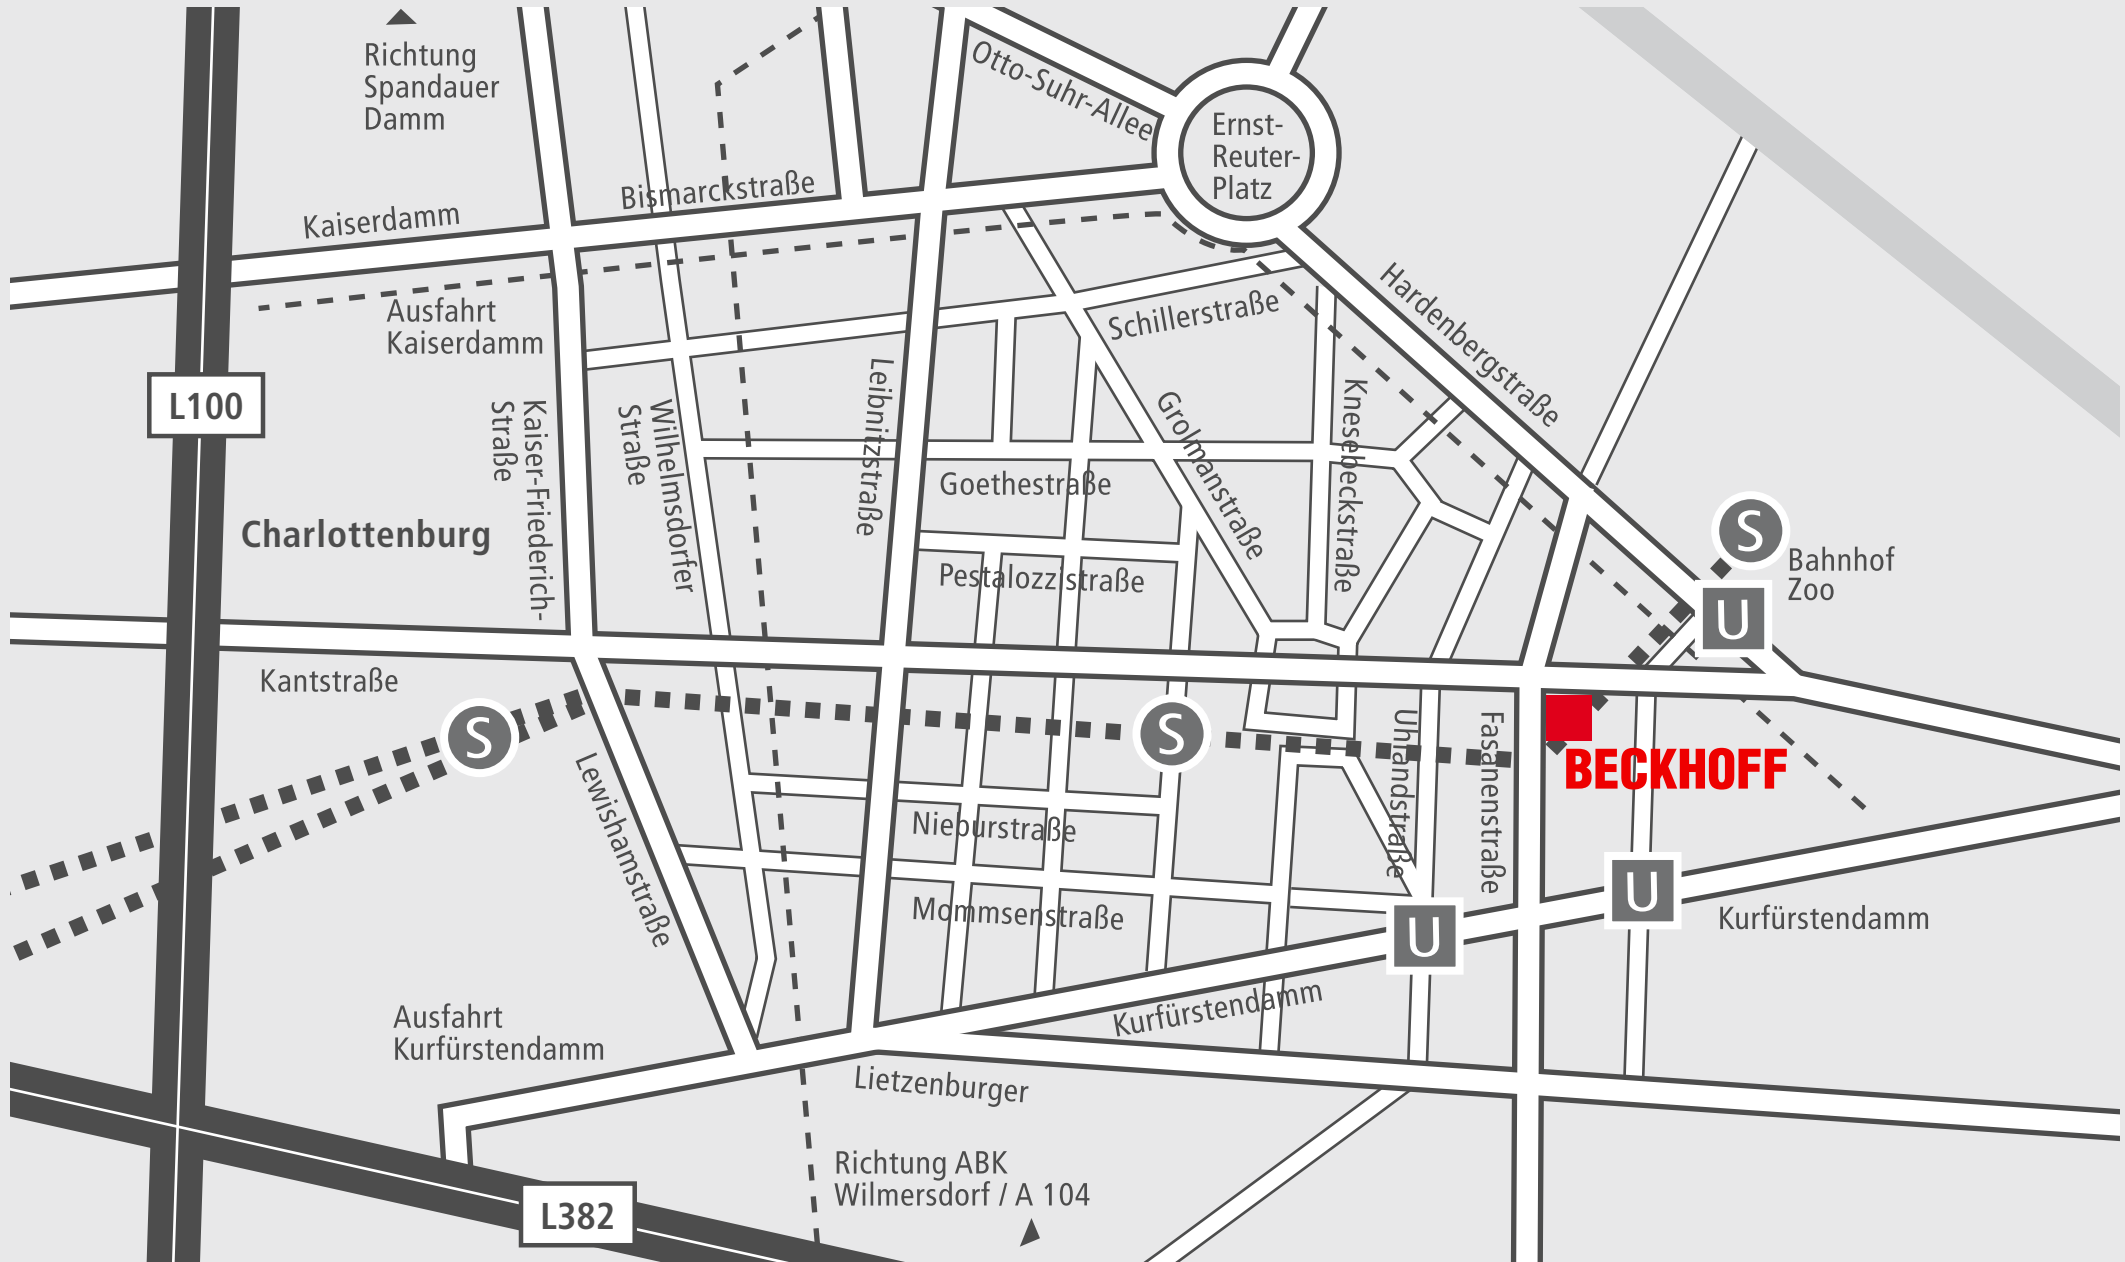 Richtung
Spandauer
Damm
Otto-Suhr-Allee
Ernst-
Reuter-
Platz
Kaiserdamm
Bismarckstraße
Ausfahrt
Kaiserdamm
Schillerstraße
Hardenbergstraße
L100
Kaiser-Friederich-
Straße
Wilhelmsdorfer
Straße
Leibnitzstraße
Grolmanstraße
Knesebeckstraße
Goethestraße
Charlottenburg
S
Bahnhof
Zoo
Pestalozzistraße
U
Kantstraße
S
S
Lewishamstraße
Uhlandstraße
Fasanenstraße
BECKHOFF
Nieburstraße
Mommsenstraße
U
U
Kurfürstendamm
Ausfahrt
Kurfürstendamm
Kurfürstendamm
Lietzenburger
Richtung ABK
Wilmersdorf / A 104
L382